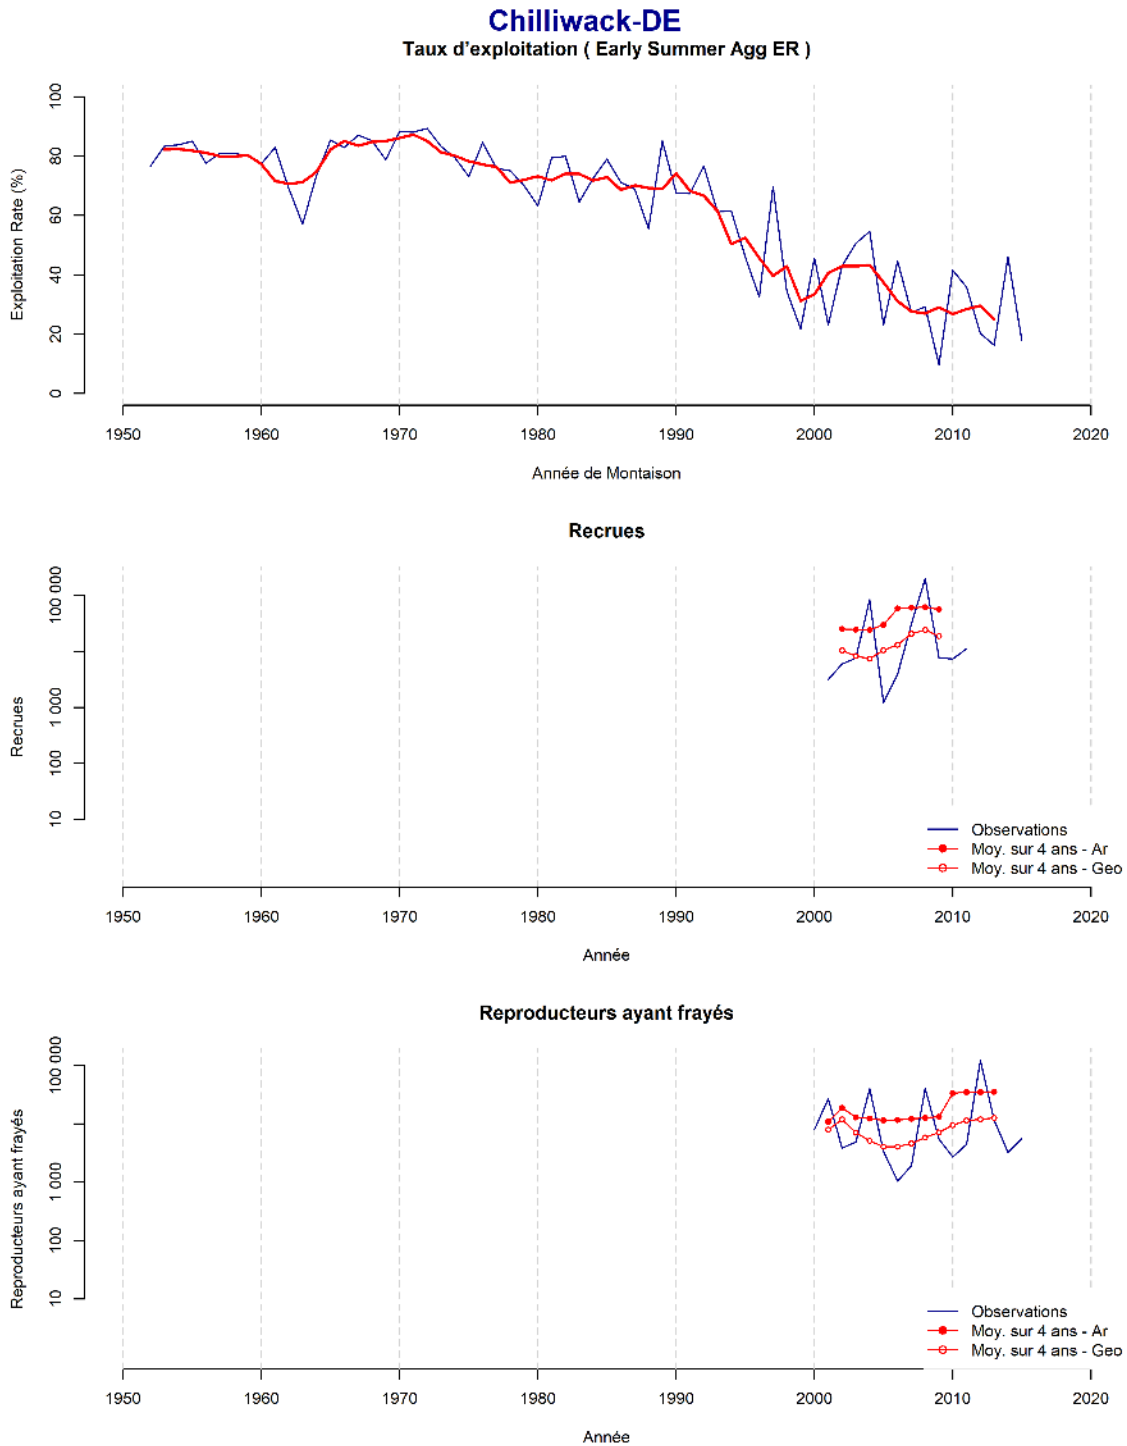 Chilliwack-DE
Taux d'exploitation ( Early Summer Agg ER )
Exploitation Rate (%)
100
80
60
40
20
0
1950 1960 1970 1980 1990 2000 2010 2020
Année de Montaison
Recrues
Recrues
100 000
1 000
100
10
Observations
Moy. sur 4 ans - Ar
Moy. sur 4 ans - Geo
1950 1960 1970 1980 1990 2000 2010 2020
Année
Reproducteurs ayant frayés
Reproducteurs ayant frayés
100 000
1 000
100
10
Observations
Moy. sur 4 ans - Ar
Moy. sur 4 ans - Geo
1950 1960 1970 1980 1990 2000 2010 2020
Année